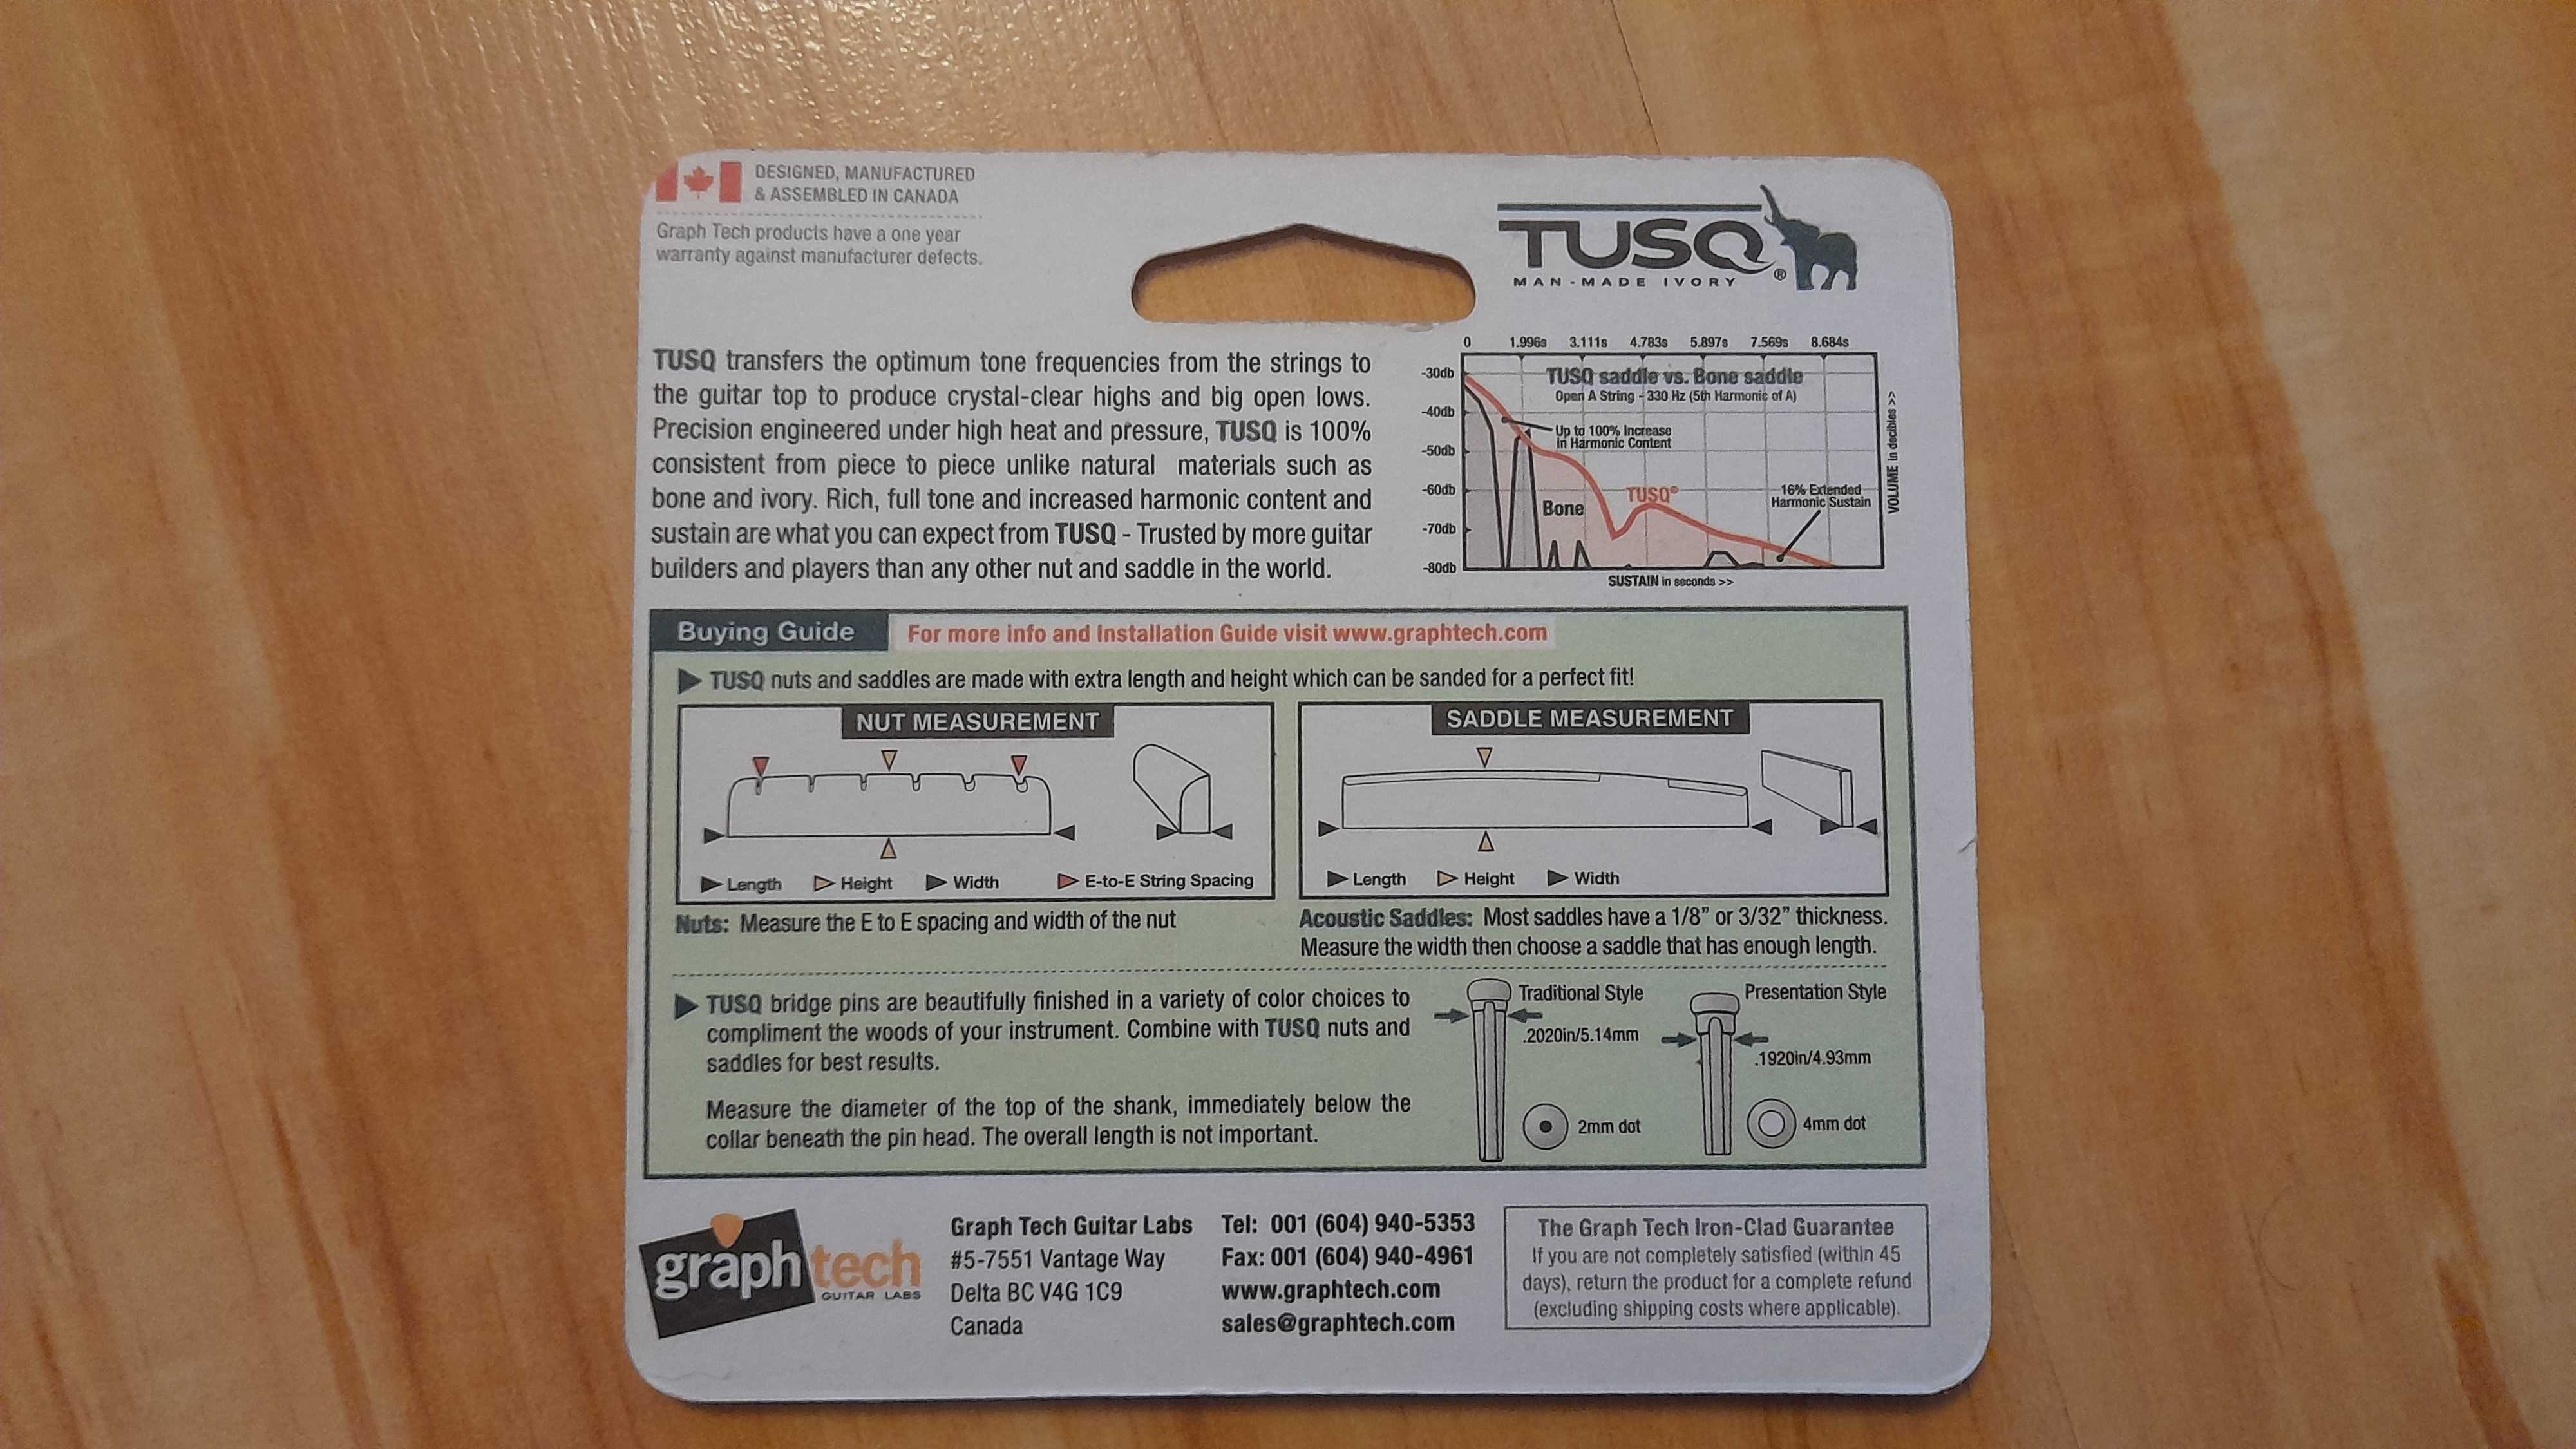 DESIGNED, MANUFACTURED
& ASSEMBLED IN CANADA
Graph Tech products have a one year
warranty against manufacturer defects.
TUSQ®
MAN-MADE IVORY
TUSQ transfers the optimum tone frequencies from the strings to
the guitar top to produce crystal-clear highs and big open lows.
Precision engineered under high heat and pressure, TUSQ is 100%
consistent from piece to piece unlike natural materials such as
bone and ivory. Rich, full tone and increased harmonic content and
sustain are what you can expect from TUSQ - Trusted by more guitar
builders and players than any other nut and saddle in the world.
0 1.996s 3.111s 4.783s 5.897s 7.569s 8.684s
-30db
-40db
-50db
-60db
-70db
-80db
TUSQ saddle vs. Bone saddle
Open A String - 330 Hz (5th Harmonic of A)
Up to 100% Increase
in Harmonic Content
TUSQ®
Bone
16% Extended
Harmonic Sustain
VOLUME in decibles >>
SUSTAIN in seconds >>
Buying Guide
For more info and Installation Guide visit www.graphtech.com
TUSQ nuts and saddles are made with extra length and height which can be sanded for a perfect fit!
NUT MEASUREMENT
Length Height Width E-to-E String Spacing
Nuts: Measure the E to E spacing and width of the nut
SADDLE MEASUREMENT
Length Height Width
Acoustic Saddles: Most saddles have a 1/8” or 3/32” thickness.
Measure the width then choose a saddle that has enough length.
TUSQ bridge pins are beautifully finished in a variety of color choices to
compliment the woods of your instrument. Combine with TUSQ nuts and
saddles for best results.
Measure the diameter of the top of the shank, immediately below the
collar beneath the pin head. The overall length is not important.
Traditional Style
.2020in/5.14mm
2mm dot
Presentation Style
.1920in/4.93mm
4mm dot
graphtech
GUITAR LABS
Graph Tech Guitar Labs
#5-7551 Vantage Way
Delta BC V4G 1C9
Canada
Tel: 001 (604) 940-5353
Fax: 001 (604) 940-4961
www.graphtech.com
sales@graphtech.com
The Graph Tech Iron-Clad Guarantee
If you are not completely satisfied (within 45
days), return the product for a complete refund
(excluding shipping costs where applicable).